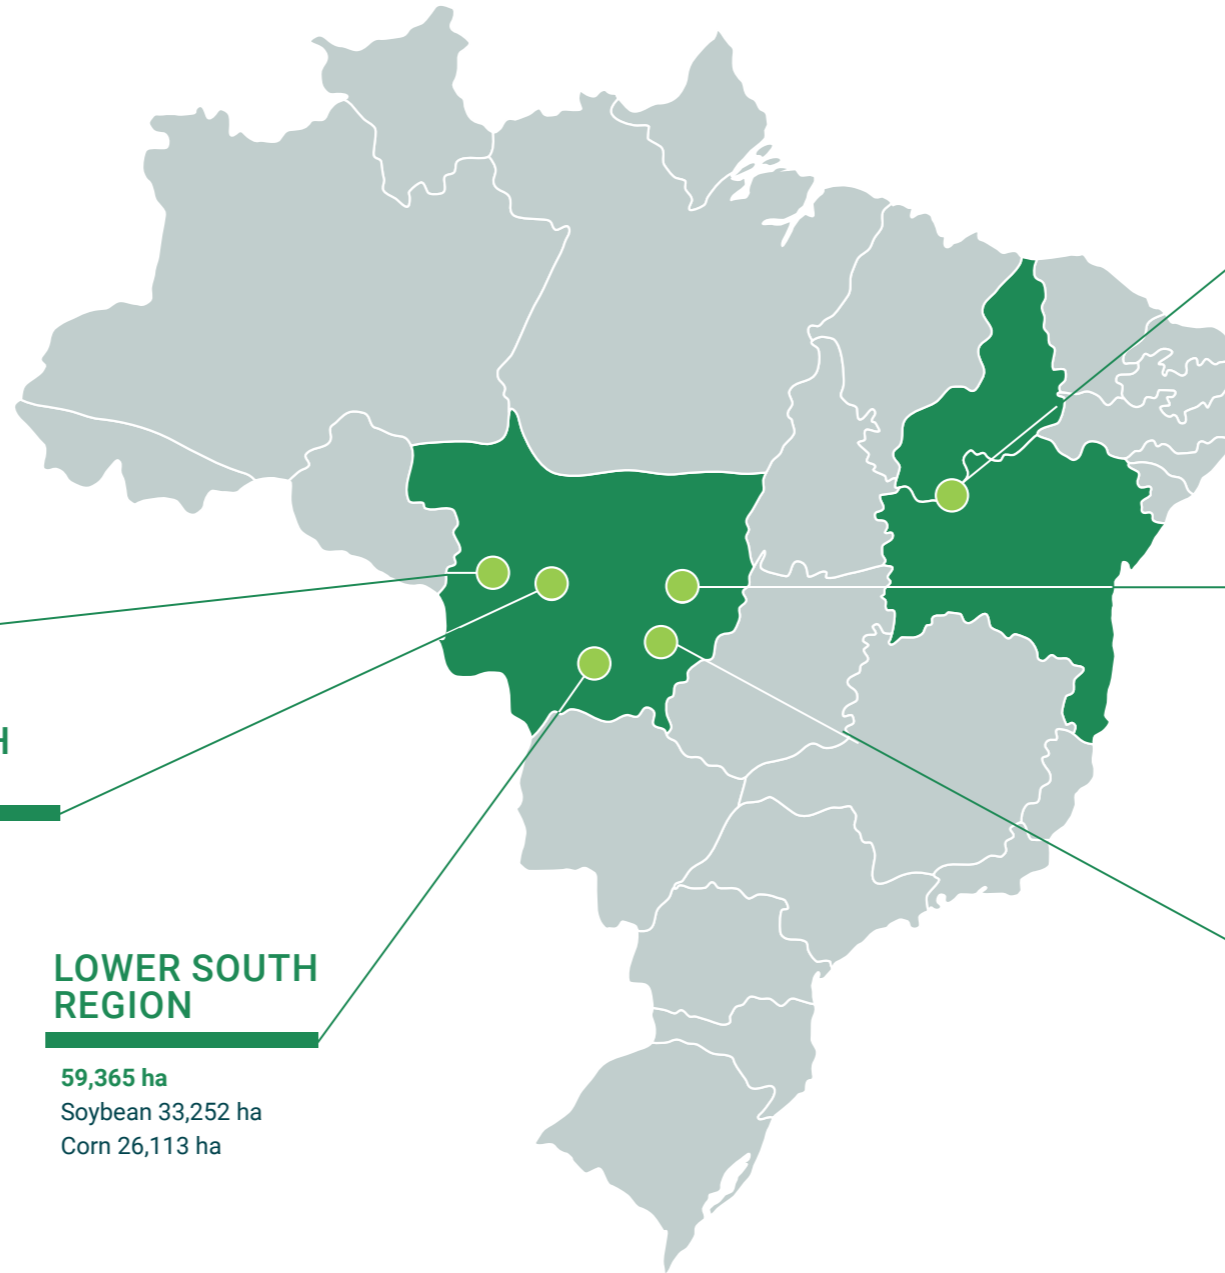 LOWER SOUTH
REGION
59,365 ha
Soybean 33,252 ha
Corn 26,113 ha